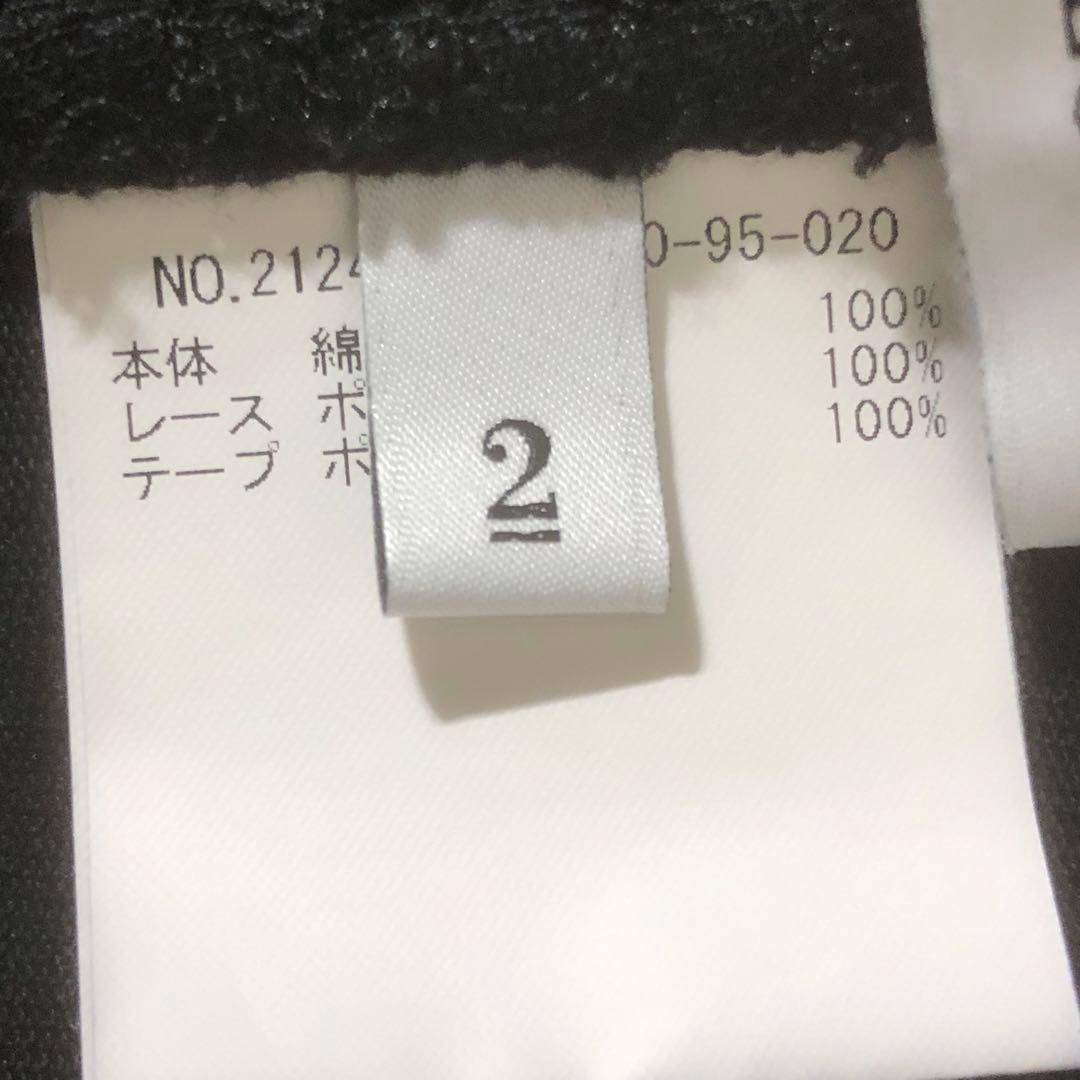 NO.212 0-95-020
本体 綿 100%
レース ポ 100%
テープ ポ 100%
2